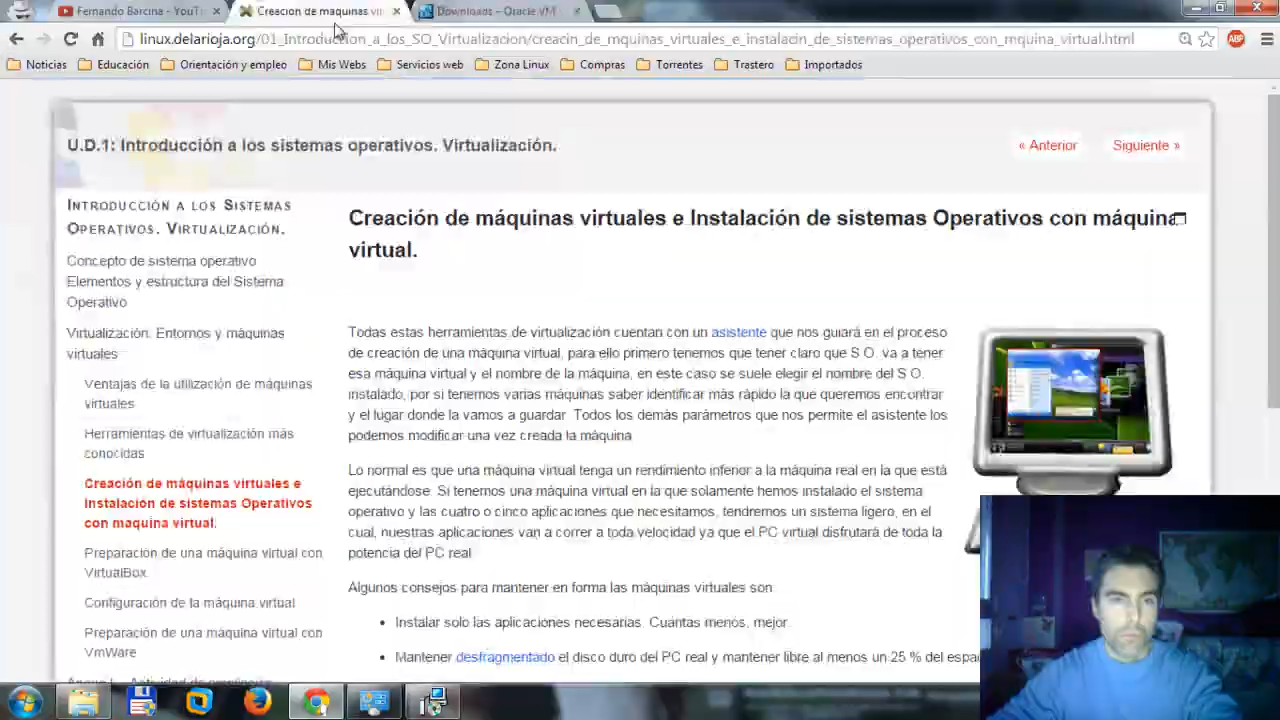 Fernando Barcina - YouT
Creación de máquinas vi
Downloads – Oracle VM
linux.delarioja.org/01_Introduccin_a_los_SO_Virtualizacion/creacin_de_mquinas_virtuales_e_instalacin_de_sistemas_operativos_con_mquina_virtual.html
Noticias Educación Orientación y empleo Mis Webs Servicios web Zona Linux Compras Torrentes Trastero Importados
U.D.1: Introducción a los sistemas operativos. Virtualización.
« Anterior Siguiente »
Introducción a los Sistemas
Operativos. Virtualización.
Concepto de sistema operativo
Elementos y estructura del Sistema
Operativo
Virtualización. Entornos y máquinas
virtuales
Ventajas de la utilización de máquinas
virtuales
Herramientas de virtualización más
conocidas
Creación de máquinas virtuales e
Instalación de sistemas Operativos
con maquina virtual.
Preparación de una máquina virtual con
VirtualBox
Configuración de la máquina virtual
Preparación de una máquina virtual con
VmWare
Creación de máquinas virtuales e Instalación de sistemas Operativos con máquina
virtual.
Todas estas herramientas de virtualización cuentan con un asistente que nos guiará en el proceso
de creación de una máquina virtual, para ello primero tenemos que tener claro que S.O. va a tener
esa máquina virtual y el nombre de la máquina, en este caso se suele elegir el nombre del S.O.
instalado, por si tenemos varias máquinas saber identificar más rápido la que queremos encontrar
y el lugar donde la vamos a guardar. Todos los demás parámetros que nos permite el asistente los
podemos modificar una vez creada la máquina
Lo normal es que una máquina virtual tenga un rendimiento inferior a la máquina real en la que está
ejecutándose. Si tenemos una máquina virtual en la que solamente hemos instalado el sistema
operativo y las cuatro o cinco aplicaciones que necesitamos, tendremos un sistema ligero, en el
cual, nuestras aplicaciones van a correr a toda velocidad ya que el PC virtual disfrutará de toda la
potencia del PC real
Algunos consejos para mantener en forma las máquinas virtuales son
• Instalar solo las aplicaciones necesarias. Cuantas menos, mejor.
• Mantener desfragmentado el disco duro del PC real y mantener libre al menos un 25 % del espac